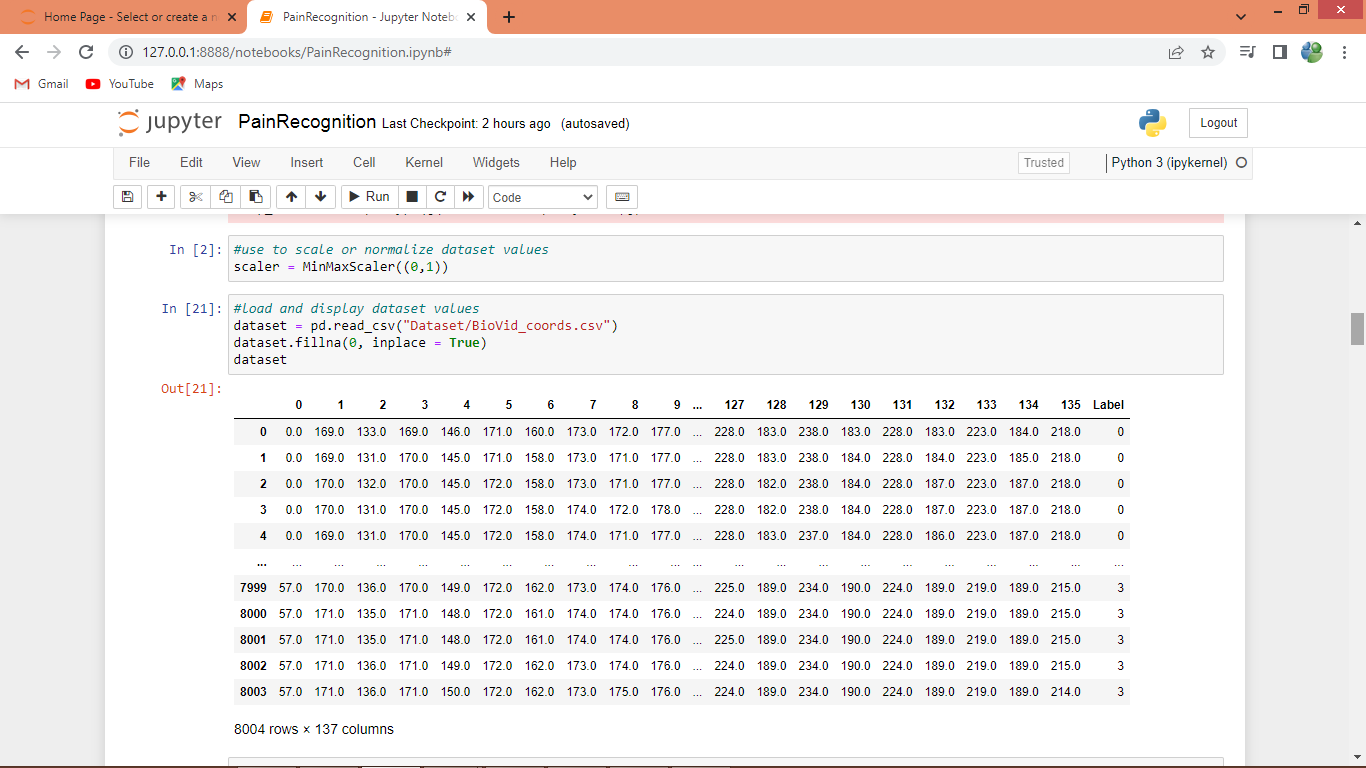 Home Page - Select or create a n
PainRecognition - Jupyter Notebo
127.0.0.1:8888/notebooks/PainRecognition.ipynb#
Gmail YouTube Maps
jupyter PainRecognition Last Checkpoint: 2 hours ago (autosaved)
Logout
File Edit View Insert Cell Kernel Widgets Help
Trusted
Python 3 (ipykernel)
Run Code
In [2]: #use to scale or normalize dataset values
scaler = MinMaxScaler((0,1))
In [21]: #load and display dataset values
dataset = pd.read_csv("Dataset/BioVid_coords.csv")
dataset.fillna(0, inplace = True)
dataset
Out[21]:
0 1 2 3 4 5 6 7 8 9 ... 127 128 129 130 131 132 133 134 135 Label
0 0.0 169.0 133.0 169.0 146.0 171.0 160.0 173.0 172.0 177.0 ... 228.0 183.0 238.0 183.0 228.0 183.0 223.0 184.0 218.0 0
1 0.0 169.0 131.0 170.0 145.0 171.0 158.0 173.0 171.0 177.0 ... 228.0 183.0 238.0 184.0 228.0 184.0 223.0 185.0 218.0 0
2 0.0 170.0 132.0 170.0 145.0 172.0 158.0 173.0 171.0 177.0 ... 228.0 182.0 238.0 184.0 228.0 187.0 223.0 187.0 218.0 0
3 0.0 170.0 131.0 170.0 145.0 172.0 158.0 174.0 172.0 178.0 ... 228.0 182.0 238.0 184.0 228.0 187.0 223.0 187.0 218.0 0
4 0.0 169.0 131.0 170.0 145.0 172.0 158.0 174.0 171.0 177.0 ... 228.0 183.0 237.0 184.0 228.0 186.0 223.0 187.0 218.0 0
... ... ... ... ... ... ... ... ... ... ... ... ... ... ... ... ... ... ... ... ... ...
7999 57.0 170.0 136.0 170.0 149.0 172.0 162.0 173.0 174.0 176.0 ... 225.0 189.0 234.0 190.0 224.0 189.0 219.0 189.0 215.0 3
8000 57.0 171.0 135.0 171.0 148.0 172.0 161.0 174.0 174.0 176.0 ... 224.0 189.0 234.0 190.0 224.0 189.0 219.0 189.0 215.0 3
8001 57.0 171.0 135.0 171.0 148.0 172.0 161.0 174.0 174.0 176.0 ... 225.0 189.0 234.0 190.0 224.0 189.0 219.0 189.0 215.0 3
8002 57.0 171.0 136.0 171.0 149.0 172.0 162.0 173.0 174.0 176.0 ... 224.0 189.0 234.0 190.0 224.0 189.0 219.0 189.0 215.0 3
8003 57.0 171.0 136.0 171.0 150.0 172.0 162.0 173.0 175.0 176.0 ... 224.0 189.0 234.0 190.0 224.0 189.0 219.0 189.0 214.0 3
8004 rows × 137 columns